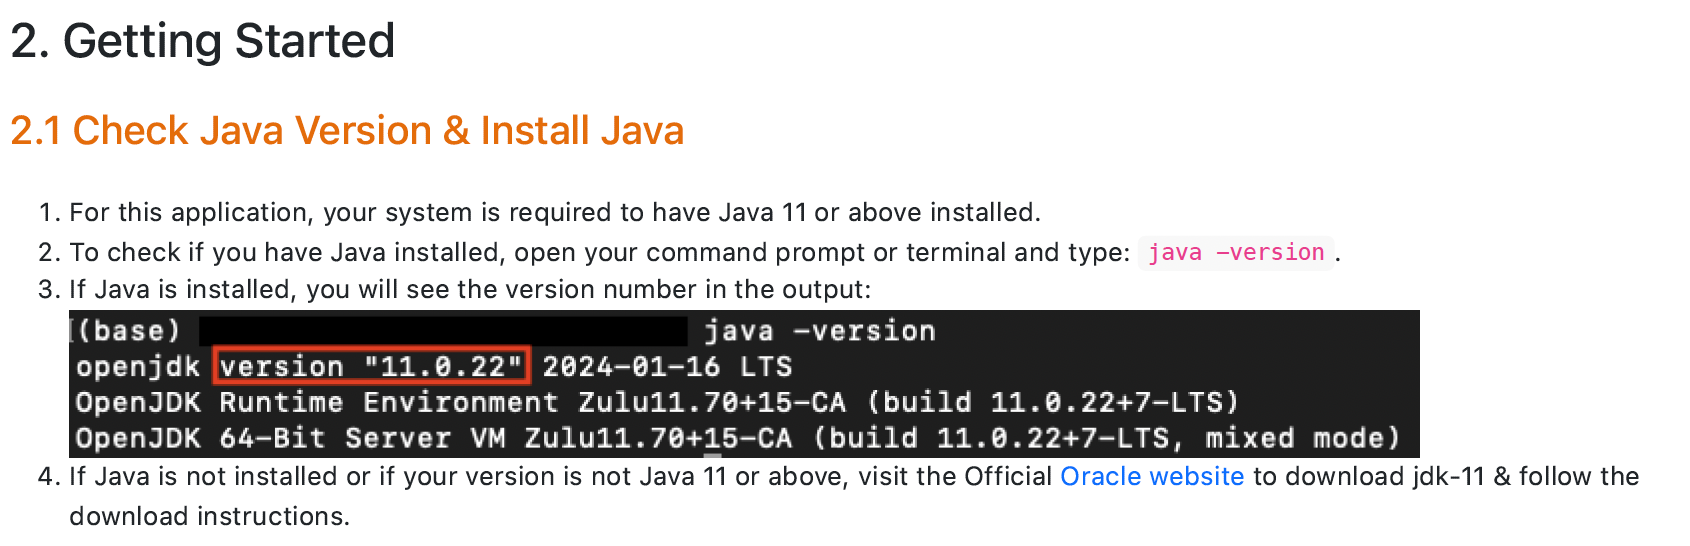 2. Getting Started
2.1 Check Java Version & Install Java
1. For this application, your system is required to have Java 11 or above installed.
2. To check if you have Java installed, open your command prompt or terminal and type: java -version.
3. If Java is installed, you will see the version number in the output:
(base) java -version
openjdk version "11.0.22" 2024-01-16 LTS
OpenJDK Runtime Environment Zulu11.70+15-CA (build 11.0.22+7-LTS)
OpenJDK 64-Bit Server VM Zulu11.70+15-CA (build 11.0.22+7-LTS, mixed mode)
4. If Java is not installed or if your version is not Java 11 or above, visit the Official Oracle website to download jdk-11 & follow the
download instructions.